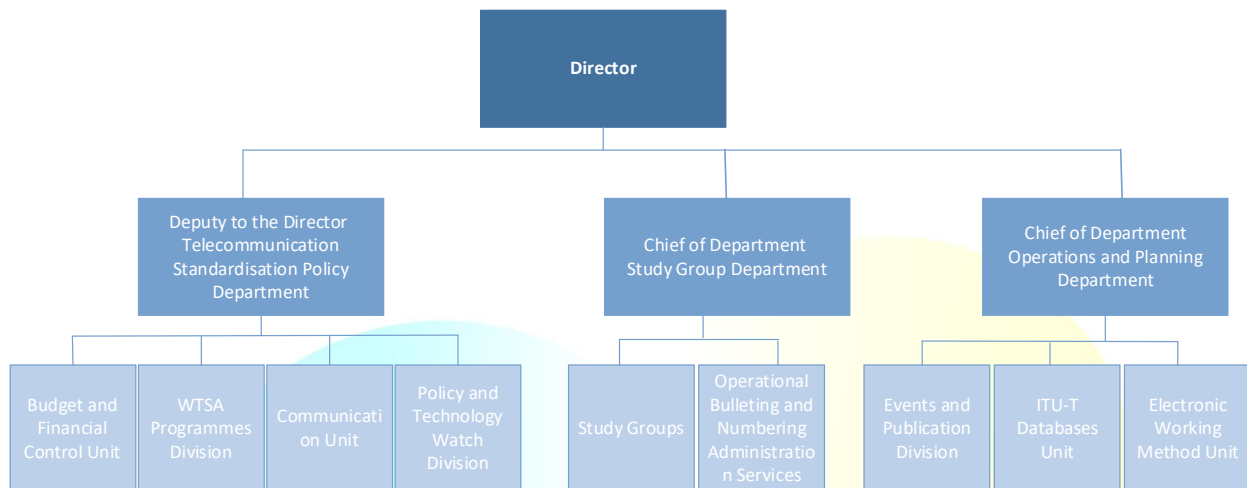 Director
Deputy to the Director
Telecommunication
Standardisation Policy
Department
Chief of Department
Study Group Department
Chief of Department
Operations and Planning
Department
Budget and
Financial
Control Unit
WTSA
Programmes
Division
Communicati
on Unit
Policy and
Technology
Watch
Division
Study Groups
Operational
Bulleting and
Numbering
Administratio
n Services
Events and
Publication
Division
ITU-T
Databases
Unit
Electronic
Working
Method Unit